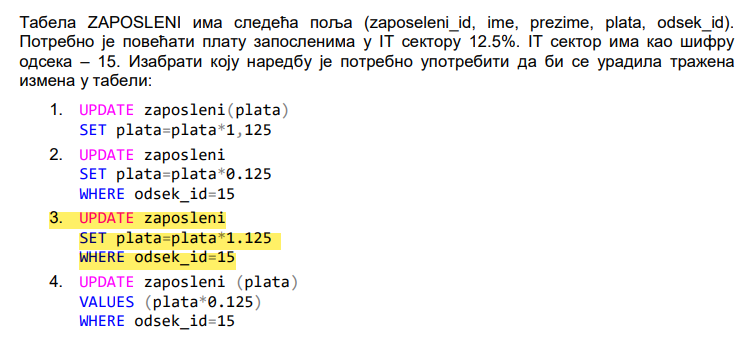 Табела ZAPOSLENI има следећа поља (zaposeleni_id, ime, prezime, plata, odsek_id).
Потребно је повећати плату запосленима у IT сектору 12.5%. IT сектор има као шифру
одсека – 15. Изабрати коју наредбу је потребно употребити да би се урадила тражена
измена у табели:
1. UPDATE zaposleni(plata)
SET plata=plata*1,125
2. UPDATE zaposleni
SET plata=plata*0.125
WHERE odsek_id=15
3. UPDATE zaposleni
SET plata=plata*1.125
WHERE odsek_id=15
4. UPDATE zaposleni (plata)
VALUES (plata*0.125)
WHERE odsek_id=15